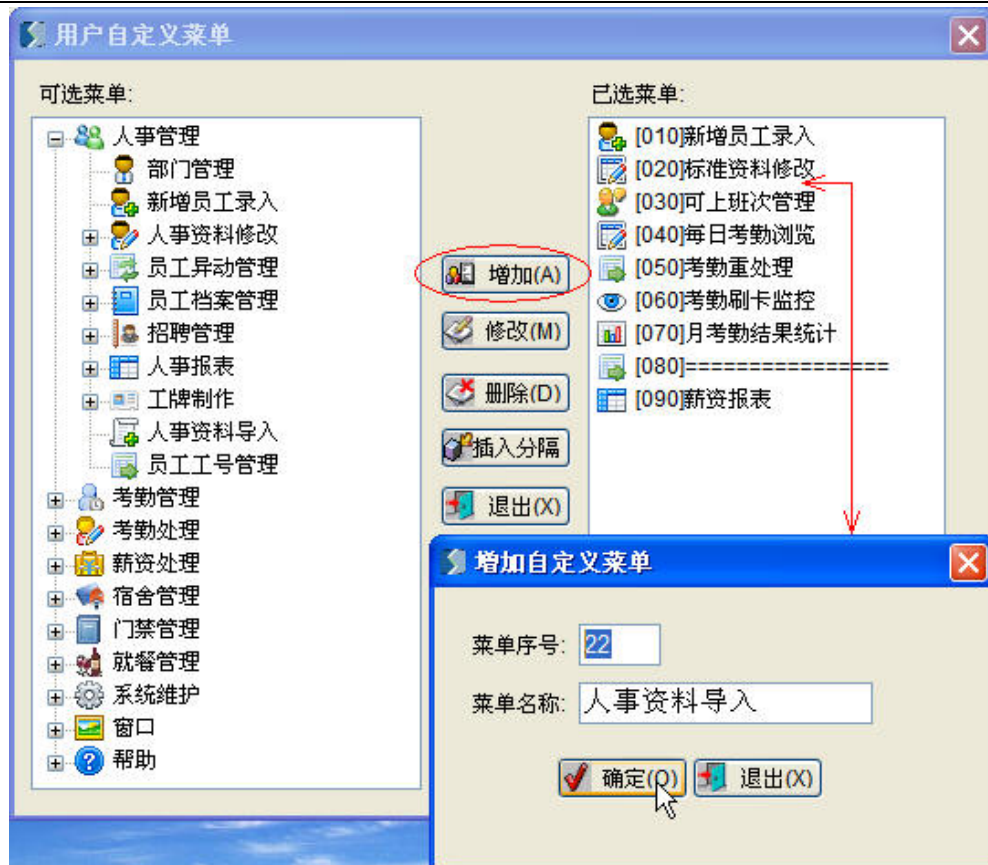 用户自定义菜单
可选菜单:
人事管理
部门管理
新增员工录入
人事资料修改
员工异动管理
员工档案管理
招聘管理
人事报表
工牌制作
人事资料导入
员工工号管理
考勤管理
考勤处理
薪资处理
宿舍管理
门禁管理
就餐管理
系统维护
窗口
帮助
增加(A)
修改(M)
删除(D)
插入分隔
退出(X)
已选菜单:
[010]新增员工录入
[020]标准资料修改
[030]可上班次管理
[040]每日考勤浏览
[050]考勤重处理
[060]考勤刷卡监控
[070]月考勤结果统计
[080]================
[090]薪资报表
增加自定义菜单
菜单序号: 22
菜单名称: 人事资料导入
确定(O) 退出(X)